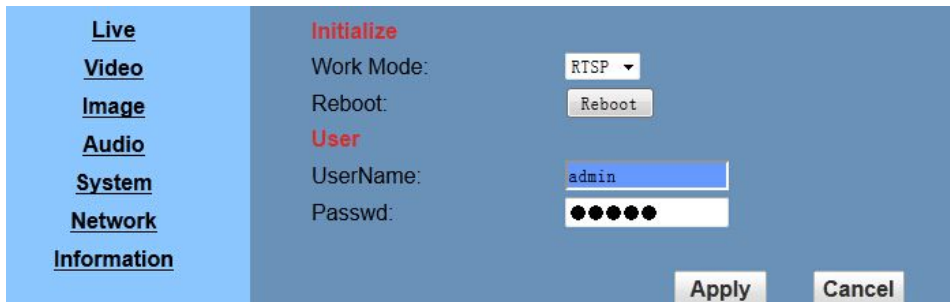 Live
Video
Image
Audio
System
Network
Information
Initialize
Work Mode: RTSP
Reboot: Reboot
User
UserName: admin
Passwd: ●●●●●
Apply Cancel